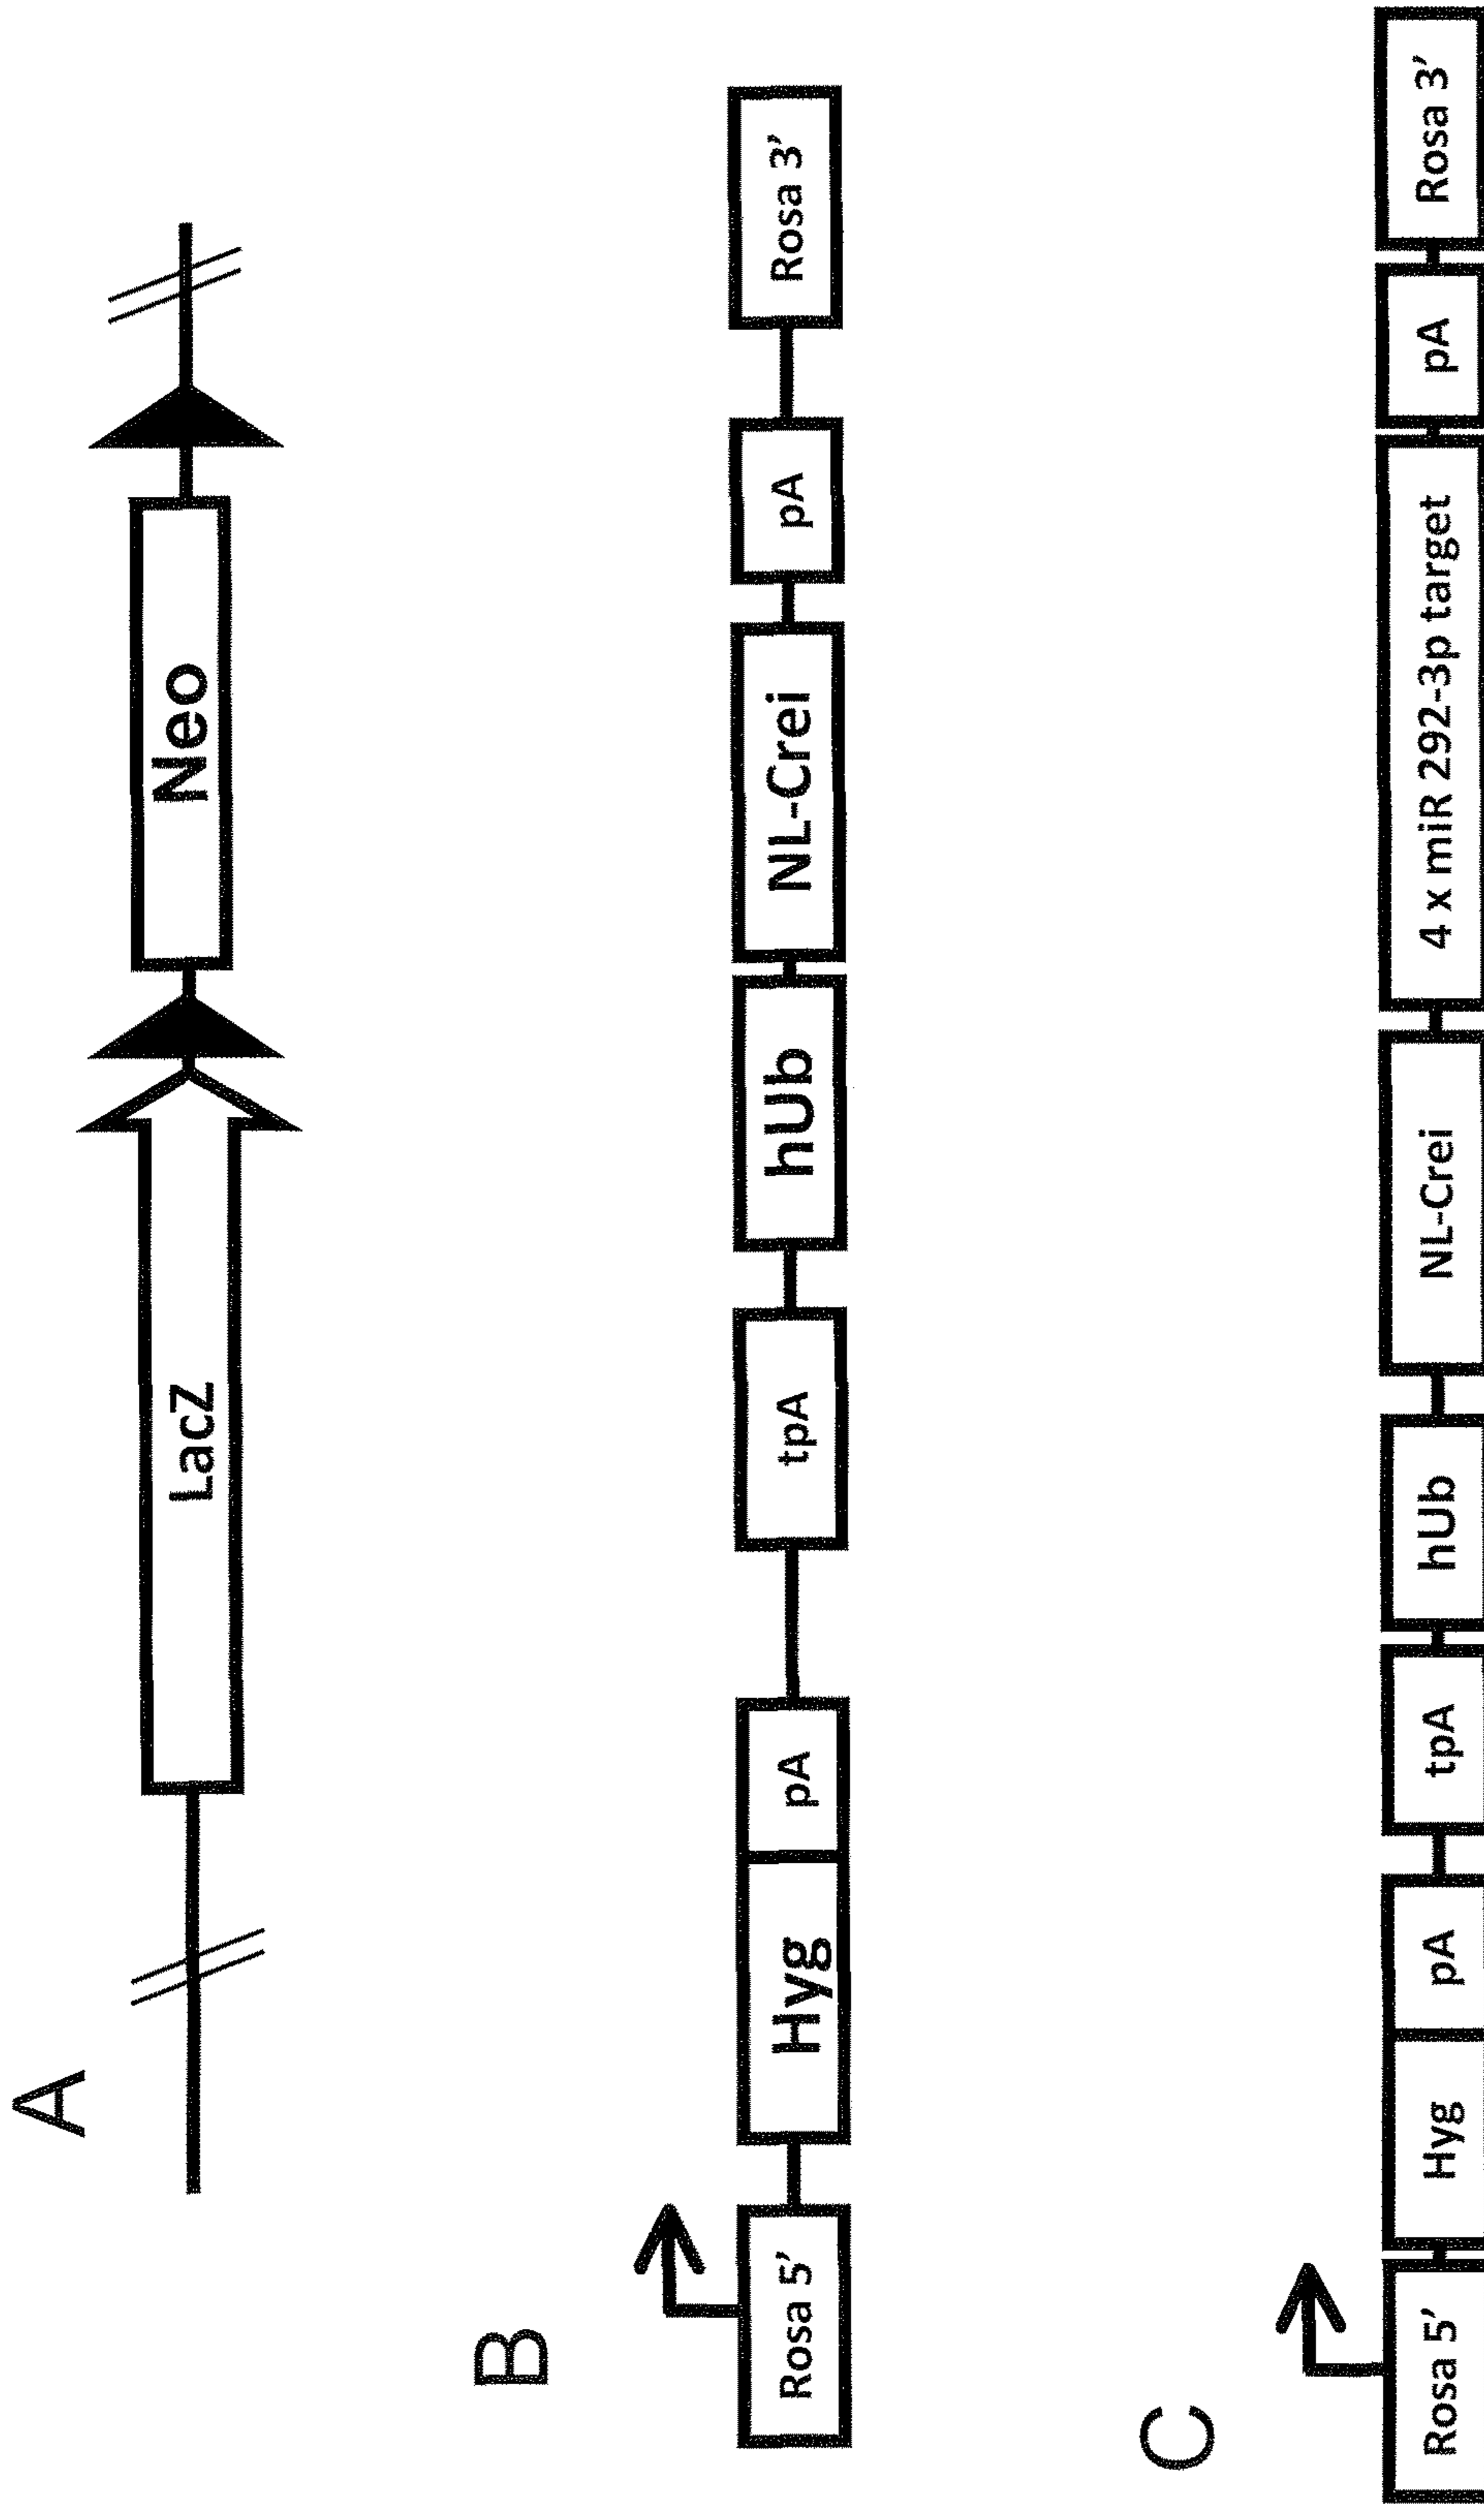 A
LacZ
Neo
B
Rosa 5’
Hyg
pA
tpA
hUb
NL-Crei
pA
Rosa 3’
C
Rosa 5’
Hyg
pA
tpA
hUb
NL-Crei
4 x miR 292-3p target
pA
Rosa 3’